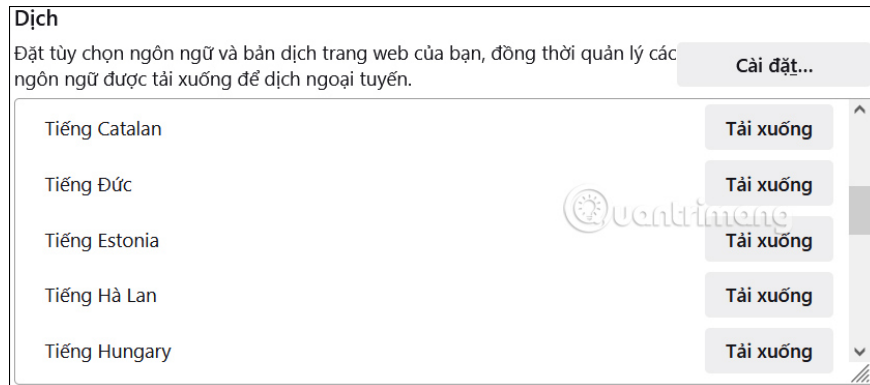 Dịch
Đặt tùy chọn ngôn ngữ và bản dịch trang web của bạn, đồng thời quản lý các
ngôn ngữ được tải xuống để dịch ngoại tuyến.
Cài đặt...
Tiếng Catalan
Tải xuống
Tiếng Đức
Tải xuống
Quantrimang
Tiếng Estonia
Tải xuống
Tiếng Hà Lan
Tải xuống
Tiếng Hungary
Tải xuống